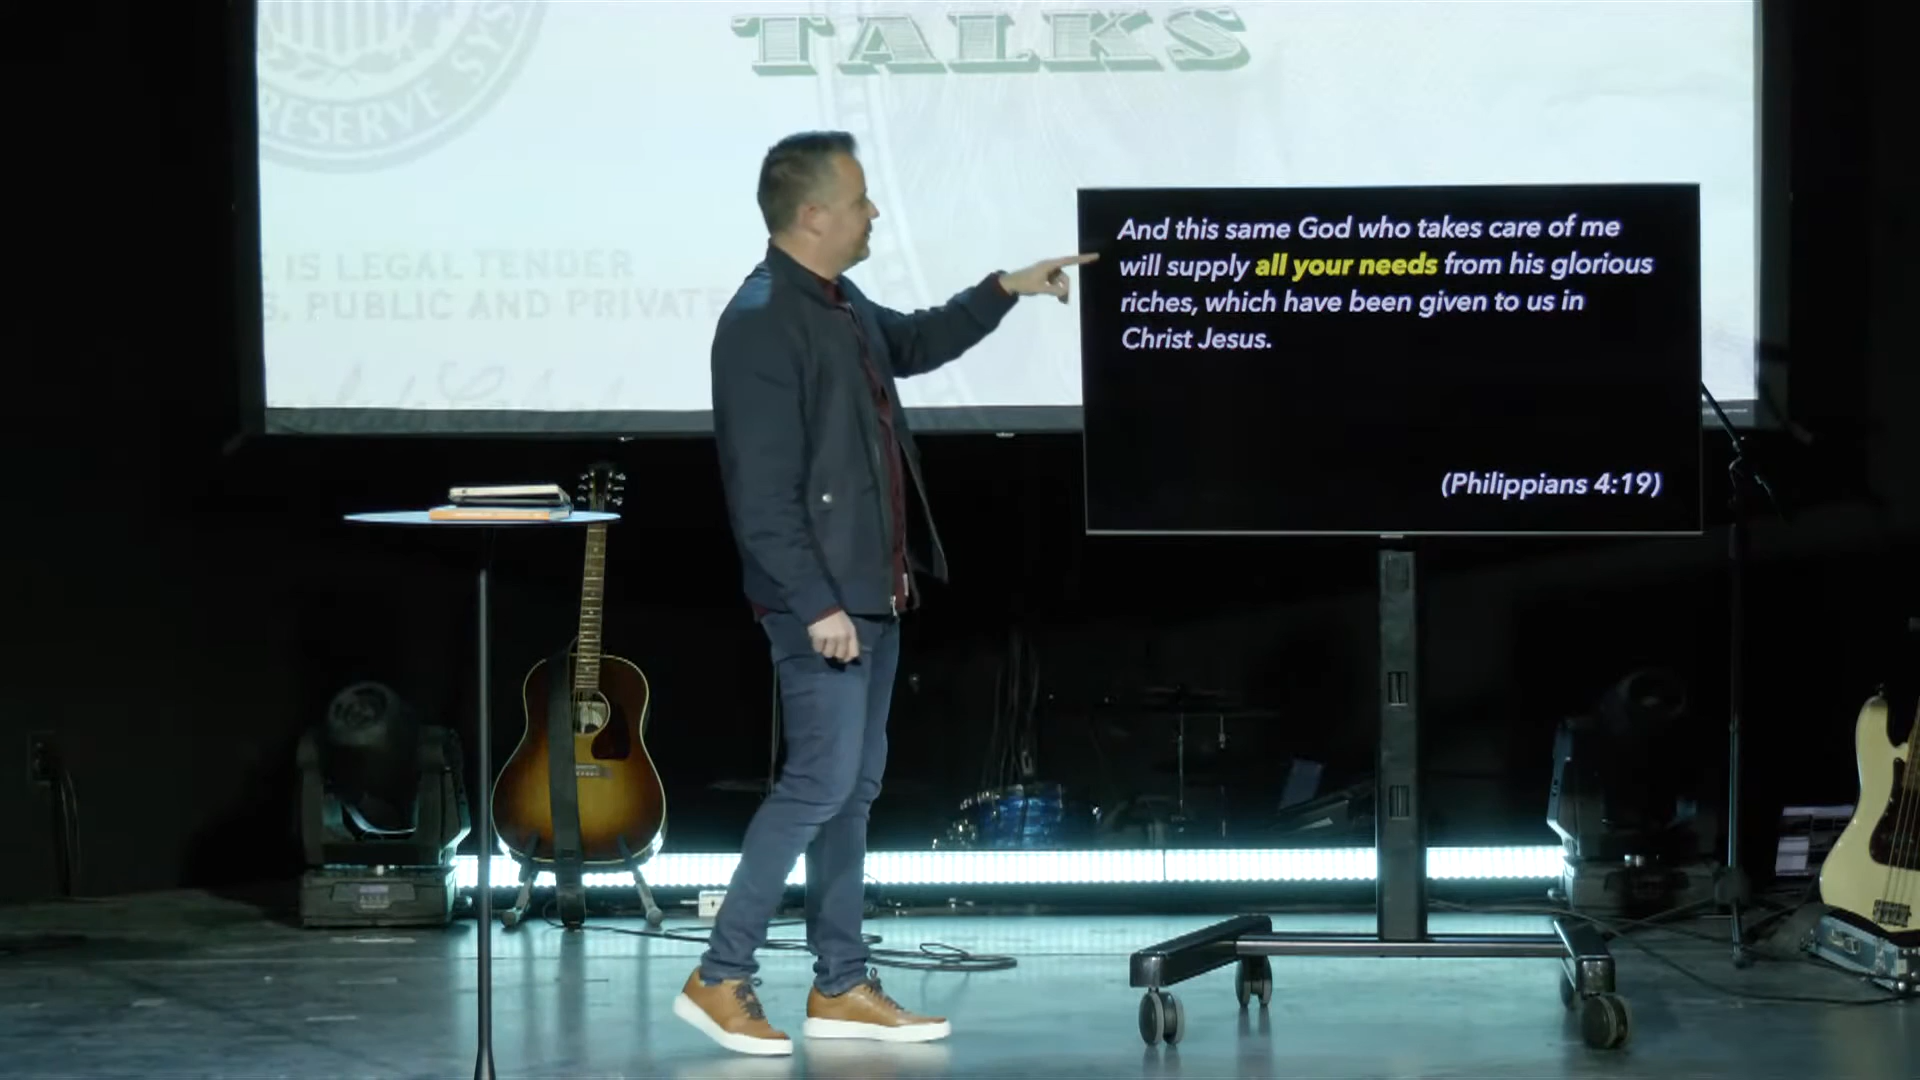 TALKS
RESERVE SYS
IS LEGAL TENDER
S, PUBLIC AND PRIVATE
And this same God who takes care of me
will supply all your needs from his glorious
riches, which have been given to us in
Christ Jesus.
(Philippians 4:19)